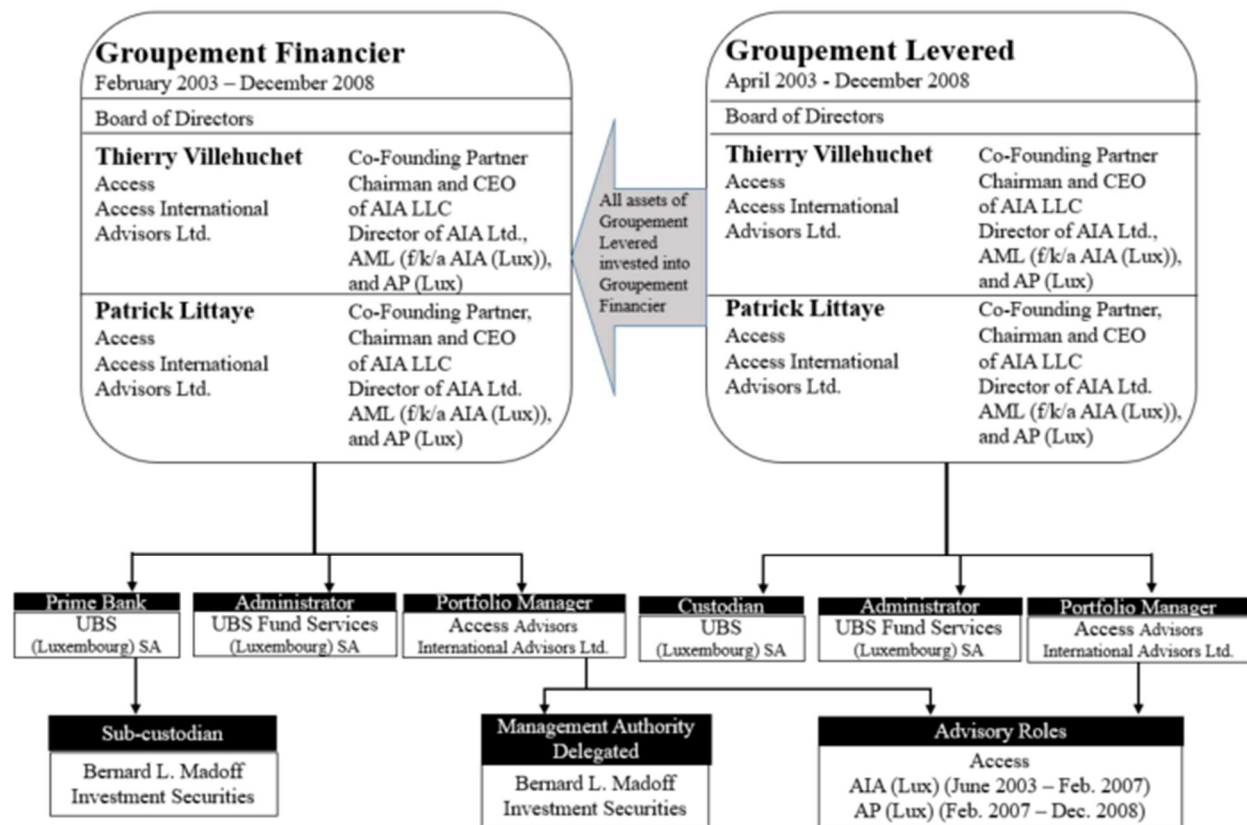 Groupement Financier
February 2003 – December 2008
Board of Directors
Thierry Villehuchet
Access
Access International
Advisors Ltd.
Co-Founding Partner
Chairman and CEO
of AIA LLC
Director of AIA Ltd.,
AML (f/k/a AIA (Lux)),
and AP (Lux)
Patrick Littaye
Access
Access International
Advisors Ltd.
Co-Founding Partner,
Chairman and CEO
of AIA LLC
Director of AIA Ltd.
AML (f/k/a AIA (Lux)),
and AP (Lux)
All assets of
Groupement
Levered
invested into
Groupement
Financier
Groupement Levered
April 2003 - December 2008
Board of Directors
Thierry Villehuchet
Access
Access International
Advisors Ltd.
Co-Founding Partner
Chairman and CEO
of AIA LLC
Director of AIA Ltd.,
AML (f/k/a AIA (Lux)),
and AP (Lux)
Patrick Littaye
Access
Access International
Advisors Ltd.
Co-Founding Partner,
Chairman and CEO
of AIA LLC
Director of AIA Ltd.
AML (f/k/a AIA (Lux)),
and AP (Lux)
Prime Bank
UBS
(Luxembourg) SA
Administrator
UBS Fund Services
(Luxembourg) SA
Portfolio Manager
Access Advisors
International Advisors Ltd.
Custodian
UBS
(Luxembourg) SA
Administrator
UBS Fund Services
(Luxembourg) SA
Portfolio Manager
Access Advisors
International Advisors Ltd.
Sub-custodian
Bernard L. Madoff
Investment Securities
Management Authority
Delegated
Bernard L. Madoff
Investment Securities
Advisory Roles
Access
AIA (Lux) (June 2003 – Feb. 2007)
AP (Lux) (Feb. 2007 – Dec. 2008)